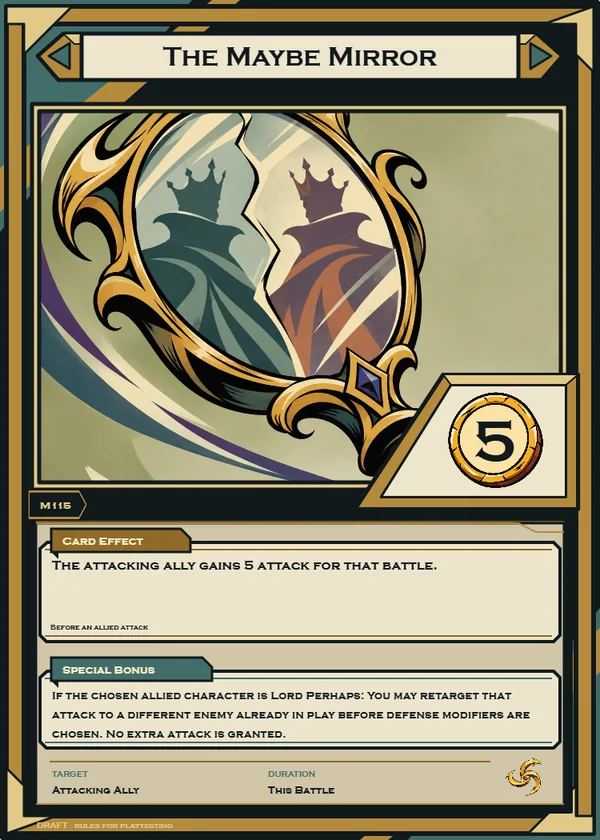 The Maybe Mirror
5
M115
Card Effect
The attacking ally gains 5 attack for that battle.
Before an allied attack
Special Bonus
If the chosen allied character is Lord Perhaps: You may retarget that
attack to a different enemy already in play before defense modifiers are
chosen. No extra attack is granted.
Target
Duration
Attacking Ally
This Battle
DRAFT · Rules for playtesting